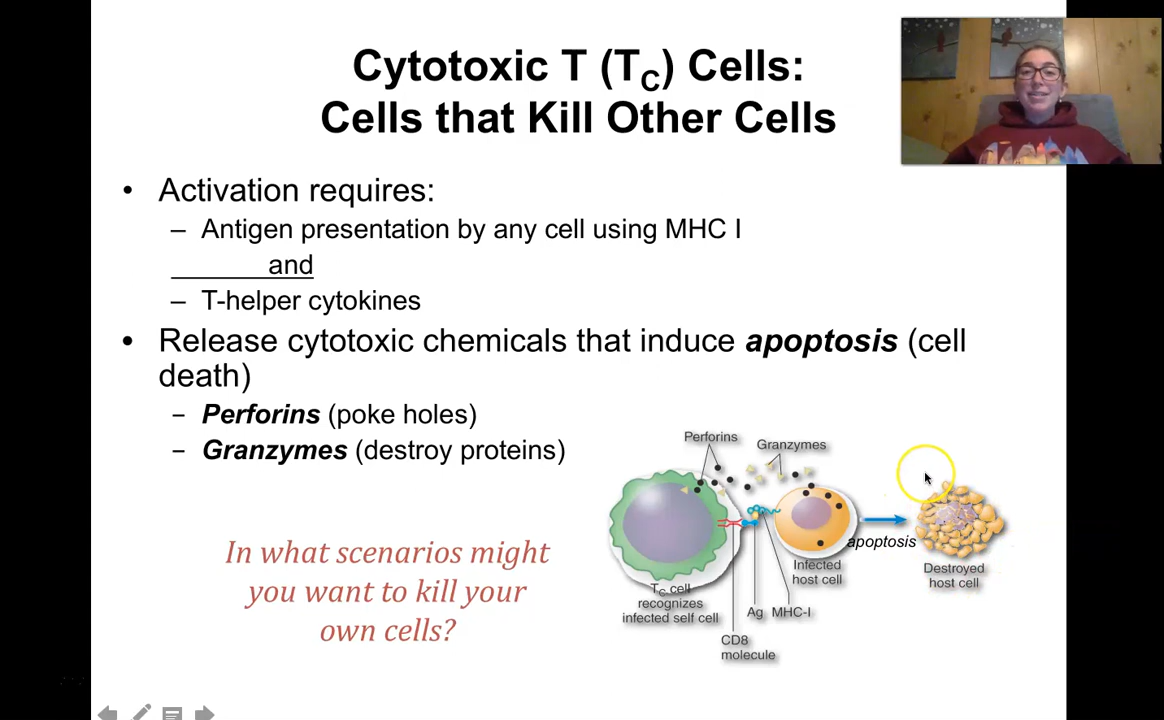 Cytotoxic T (TC) Cells:
Cells that Kill Other Cells
• Activation requires:
– Antigen presentation by any cell using MHC I
and
– T-helper cytokines
• Release cytotoxic chemicals that induce apoptosis (cell
death)
– Perforins (poke holes)
– Granzymes (destroy proteins)
In what scenarios might
you want to kill your
own cells?
Perforins
Granzymes
apoptosis
TC cell
recognizes
infected self cell
Infected
host cell
Ag
MHC-I
CD8
molecule
Destroyed
host cell